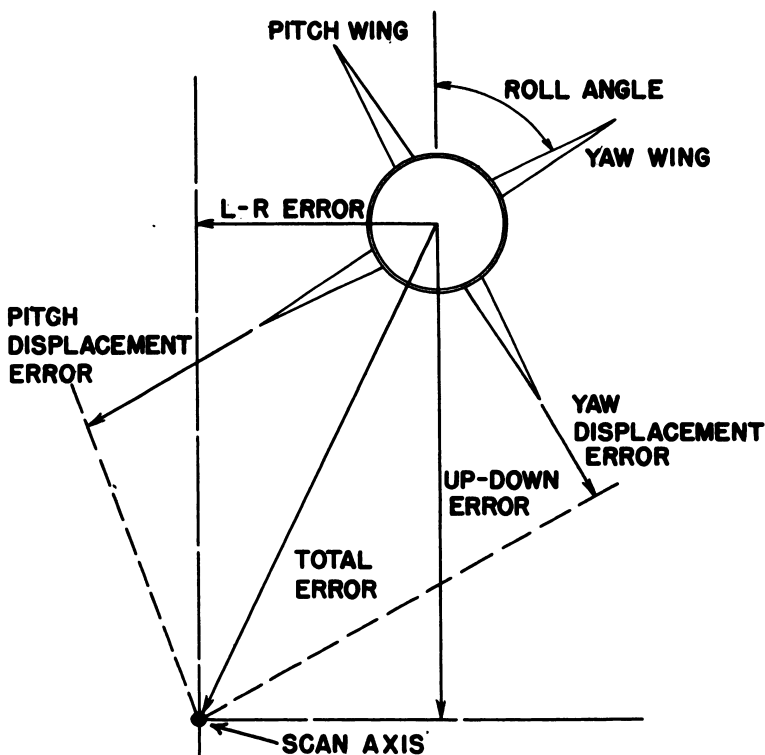 PITCH WING
ROLL ANGLE
YAW WING
L-R ERROR
PITGH
DISPLACEMENT
ERROR
YAW
DISPLACEMENT
ERROR
UP-DOWN
ERROR
TOTAL
ERROR
SCAN AXIS